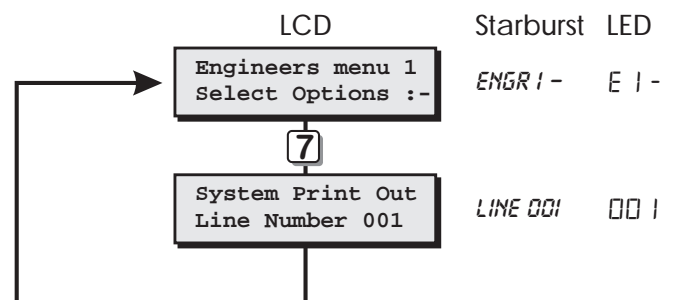 LCD Starburst LED
Engineers menu 1
Select Options :-
ENGR1- E1-
7
System Print Out
Line Number 001
LINE 001 001